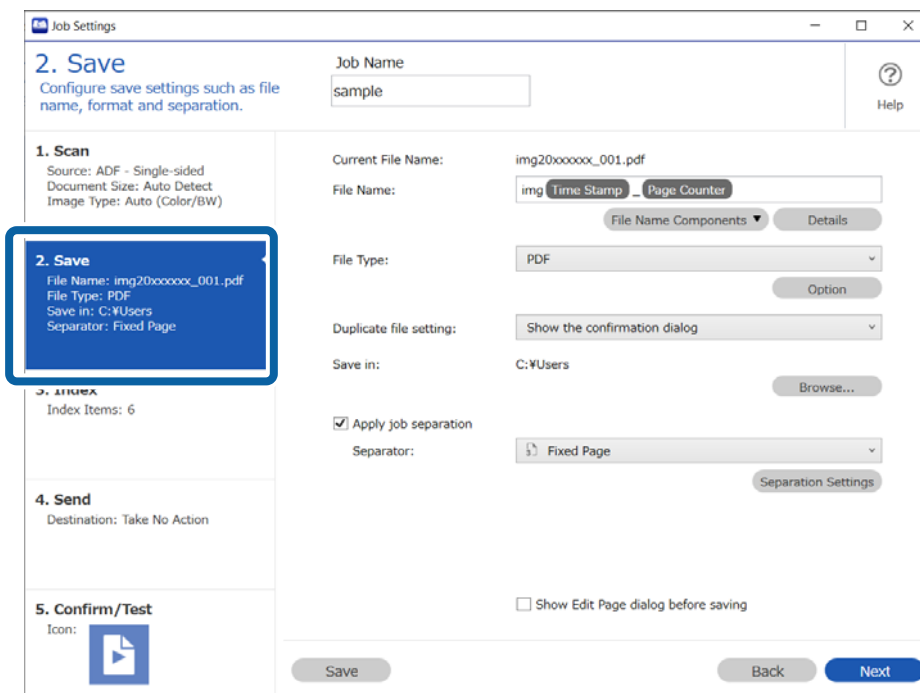 Job Settings
2. Save
Configure save settings such as file
name, format and separation.
Job Name
sample
Help
1. Scan
Source: ADF - Single-sided
Document Size: Auto Detect
Image Type: Auto (Color/BW)
2. Save
File Name: img20xxxxxx_001.pdf
File Type: PDF
Save in: C:¥Users
Separator: Fixed Page
3. Index
Index Items: 6
4. Send
Destination: Take No Action
5. Confirm/Test
Icon:
Current File Name: img20xxxxxx_001.pdf
File Name: img Time Stamp _ Page Counter
File Name Components ▼ Details
File Type: PDF
Option
Duplicate file setting: Show the confirmation dialog
Save in: C:¥Users
Browse...
Apply job separation
Separator: Fixed Page
Separation Settings
Show Edit Page dialog before saving
Save Back Next